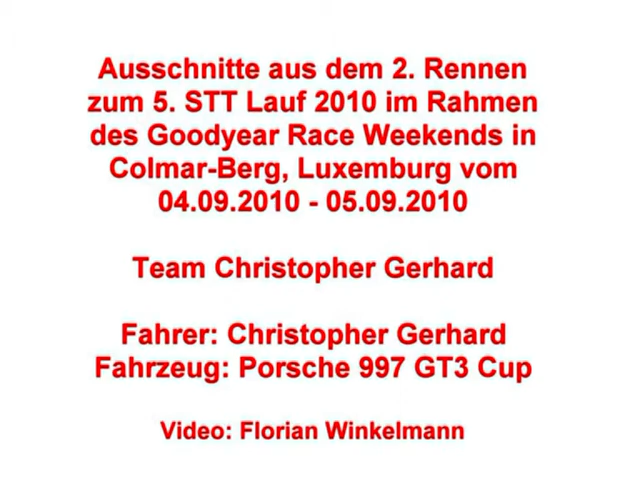 Ausschnitte aus dem 2. Rennen
zum 5. STT Lauf 2010 im Rahmen
des Goodyear Race Weekends in
Colmar-Berg, Luxemburg vom
04.09.2010 - 05.09.2010
Team Christopher Gerhard
Fahrer: Christopher Gerhard
Fahrzeug: Porsche 997 GT3 Cup
Video: Florian Winkelmann